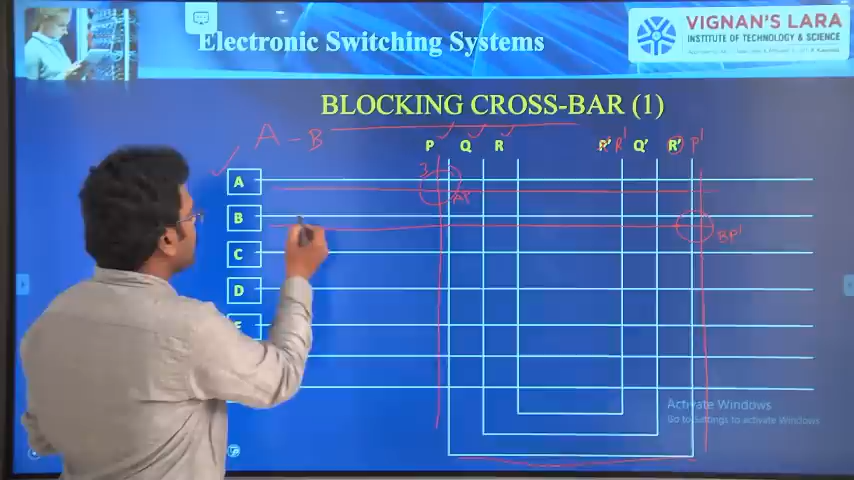 Electronic Switching Systems
VIGNAN'S LARA
INSTITUTE OF TECHNOLOGY & SCIENCE
BLOCKING CROSS-BAR (1)
A - B
P Q R R' R' Q' R' P'
A
3
AP
B
BP'
C
D
E
Activate Windows
Go to Settings to activate Windows